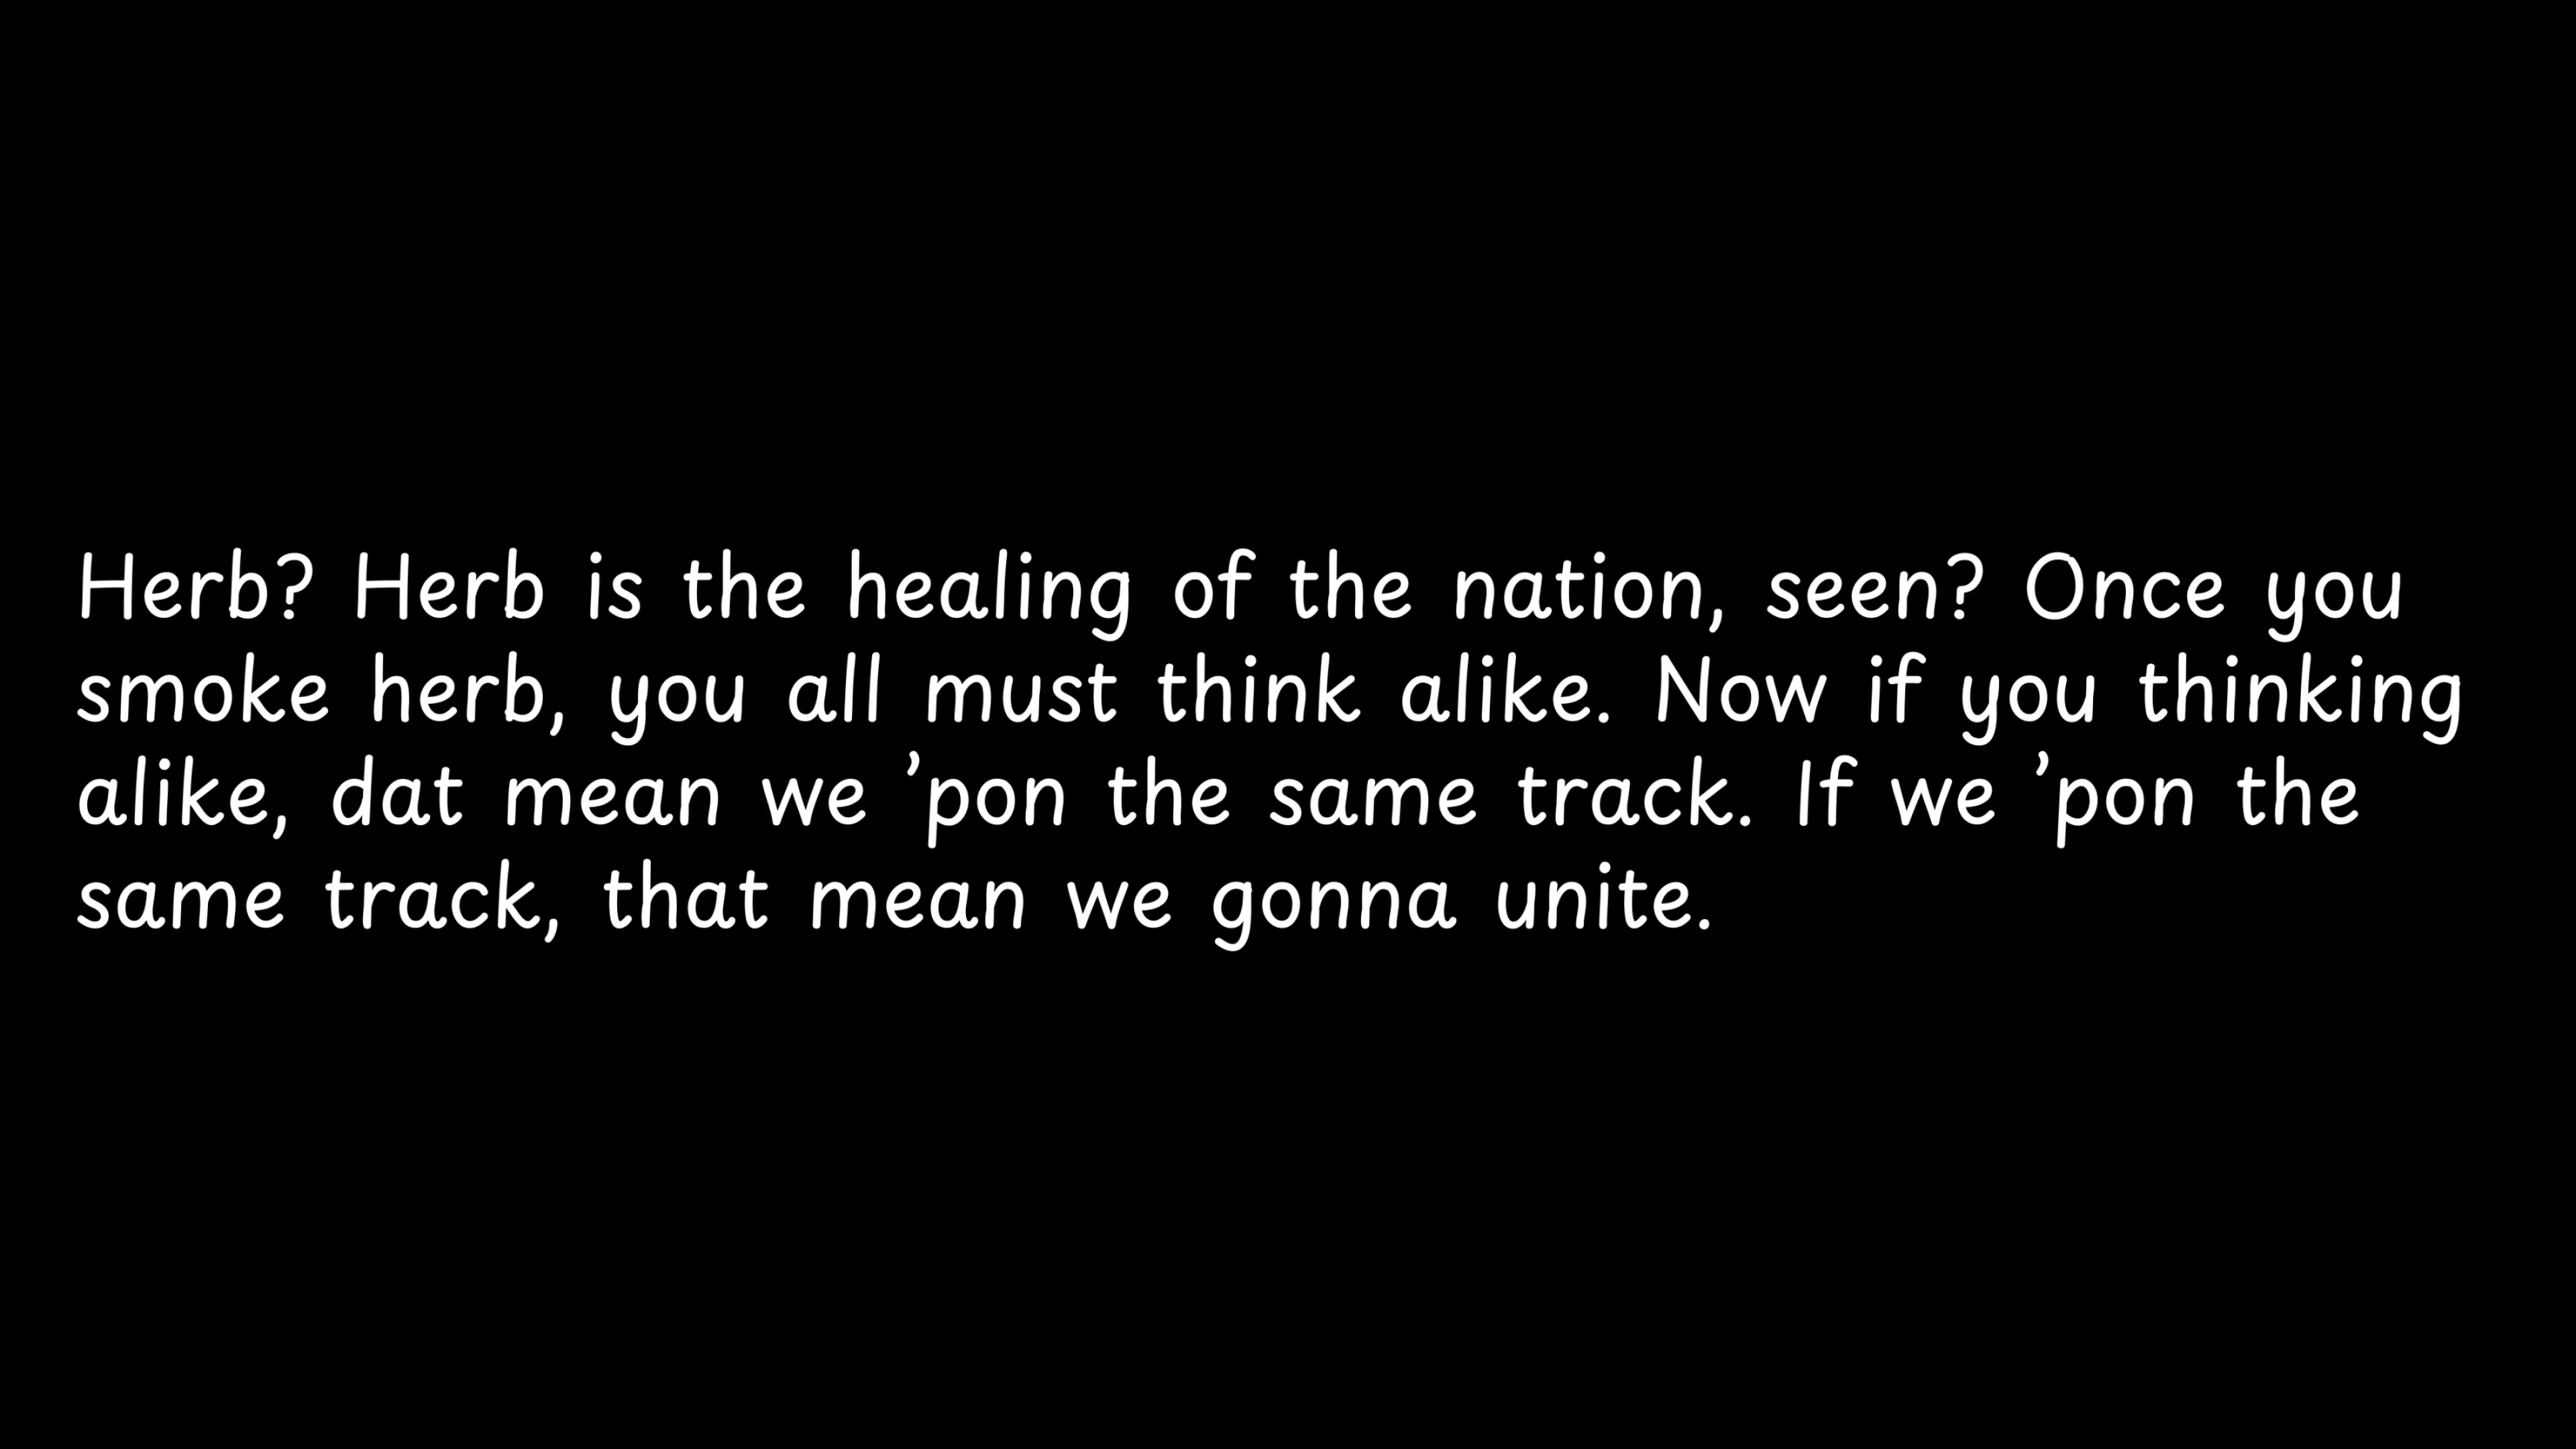 Herb? Herb is the healing of the nation, seen? Once you
smoke herb, you all must think alike. Now if you thinking
alike, dat mean we ’pon the same track. If we ’pon the
same track, that mean we gonna unite.